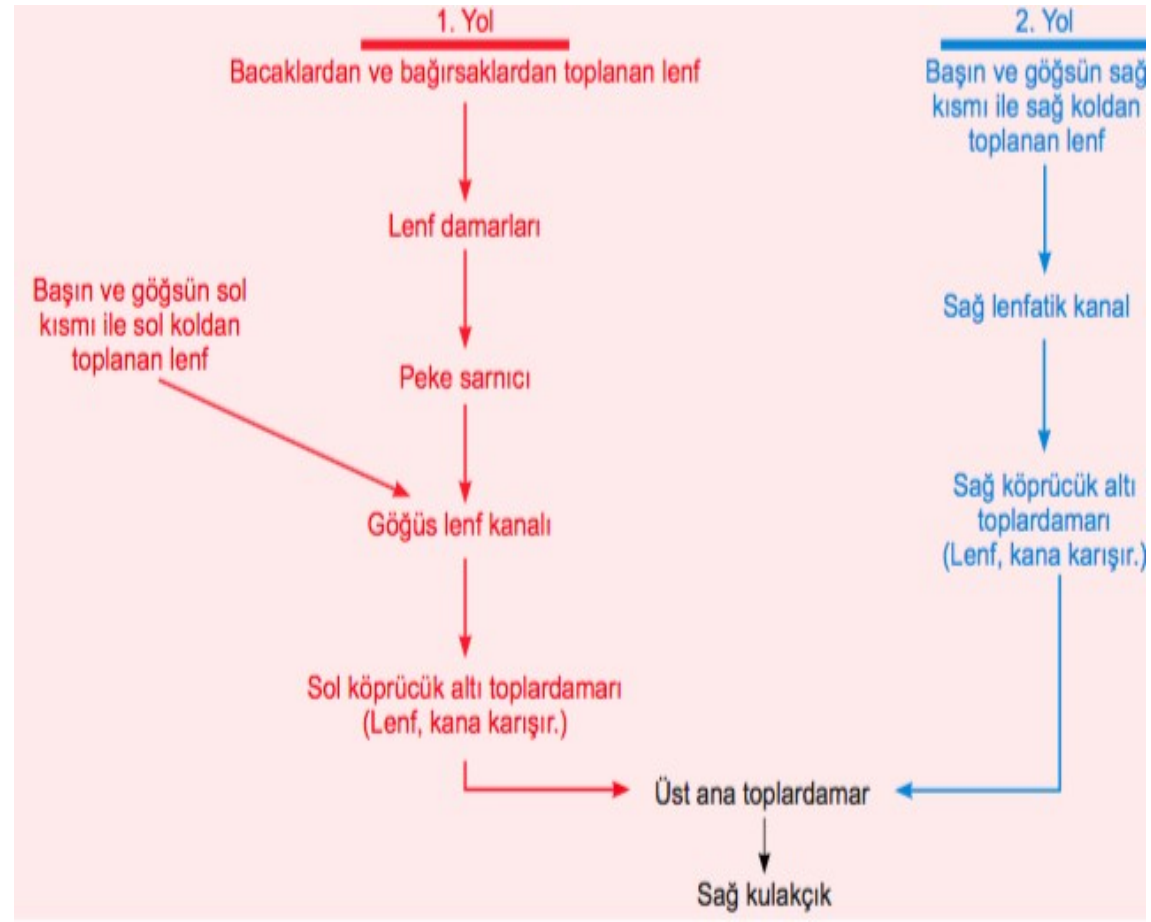 1. Yol
Bacaklardan ve bağırsaklardan toplanan lenf
Lenf damarları
Başın ve göğsün sol
kısmı ile sol koldan
toplanan lenf
Peke sarnıcı
Göğüs lenf kanalı
Sol köprücük altı toplardamarı
(Lenf, kana karışır.)
2. Yol
Başın ve göğsün sağ
kısmı ile sağ koldan
toplanan lenf
Sağ lenfatik kanal
Sağ köprücük altı
toplardamarı
(Lenf, kana karışır.)
Üst ana toplardamar
Sağ kulakçık